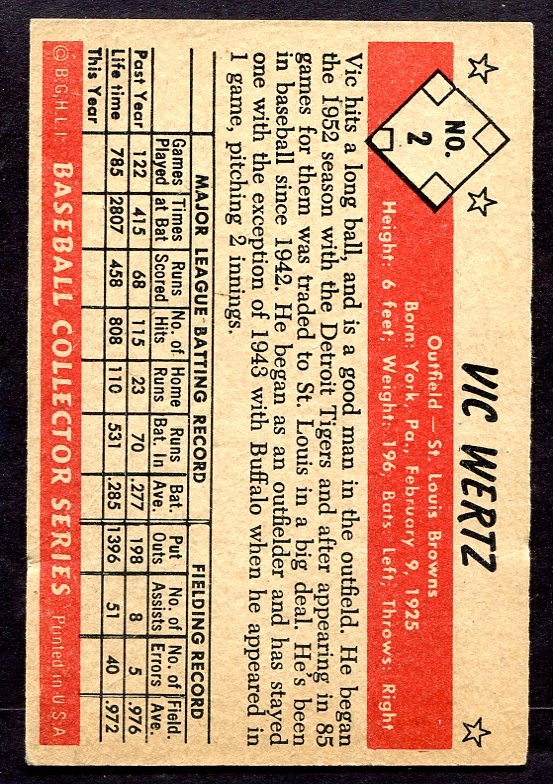 NO.
2
VIC WERTZ
Outfield — St. Louis Browns
Born: York, Pa., February 9, 1925
Height: 6 feet; Weight: 196, Bats: Left; Throws: Right
Vic hits a long ball, and is a good man in the outfield. He began
the 1952 season with the Detroit Tigers and after appearing in 85
games for them was traded to St. Louis in a big deal. He's been
in baseball since 1942. He began as an outfielder and has stayed
one with the exception of 1943 with Buffalo when he appeared in
1 game, pitching 2 innings.
MAJOR LEAGUE BATTING RECORD FIELDING RECORD
Games Times Runs No. of Home Runs Bat. Put No. of No. of Field.
Played at Bat Scored Hits Runs Bat. In Ave. Outs Assists Errors Ave.
Past Year 122 415 68 115 23 70 .277 198 8 5 .976
Life time 785 2807 458 808 110 531 .285 1396 51 40 .972
This Year
© B.G.H.L.I. BASEBALL COLLECTOR SERIES Printed in U.S.A.